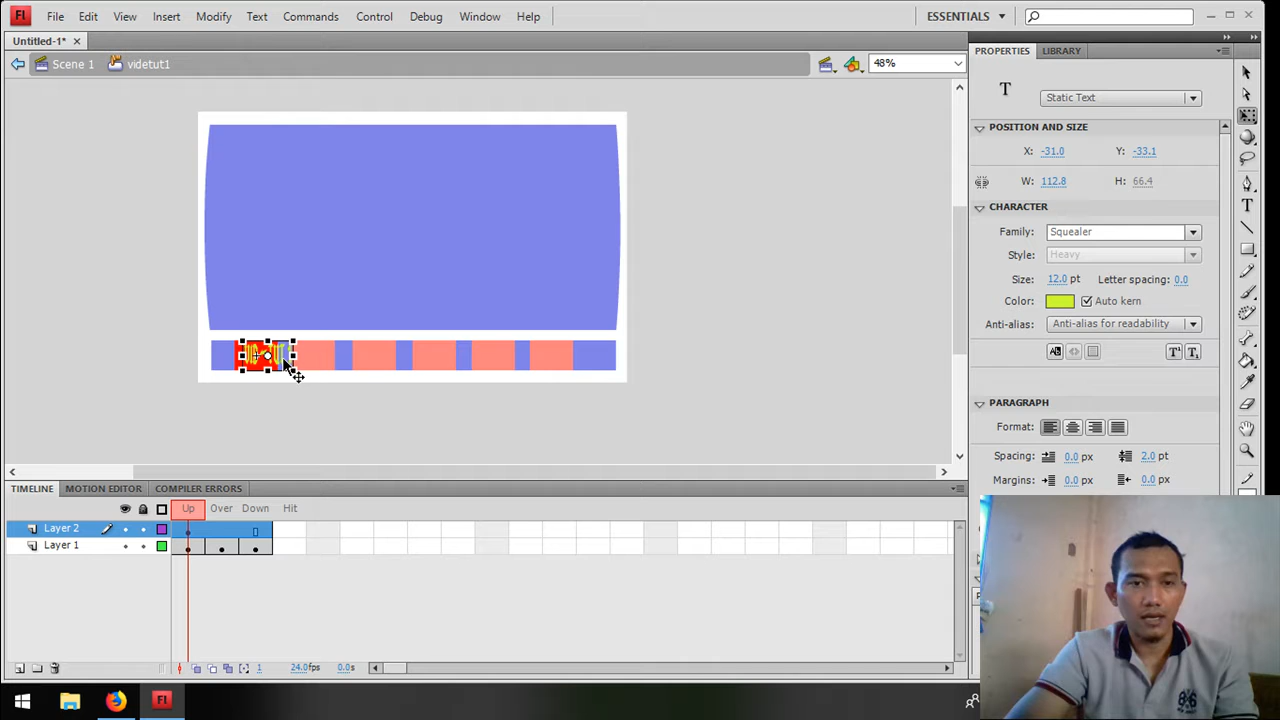 Fl File Edit View Insert Modify Text Commands Control Debug Window Help ESSENTIALS
Untitled-1*
Scene 1 videtut1 48%
PROPERTIES LIBRARY
T Static Text
POSITION AND SIZE
X: -31.0 Y: -33.1
W: 112.8 H: 66.4
CHARACTER
Family: Squealer
Style: Heavy
Size: 12.0 pt Letter spacing: 0.0
Color: Auto kern
Anti-alias: Anti-alias for readability
PARAGRAPH
Format:
Spacing: 0.0 px 2.0 pt
Margins: 0.0 px 0.0 px
TIMELINE MOTION EDITOR COMPILER ERRORS
Up Over Down Hit
Layer 2
Layer 1
1 24.0fps 0.0s
Fl